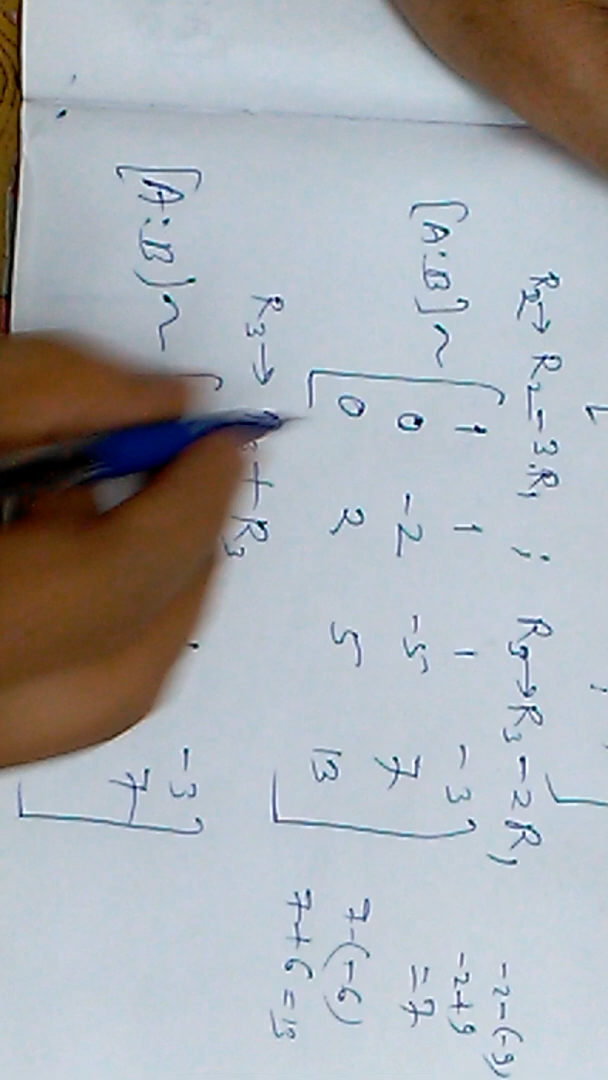 R2 → R2 - 3R1 ; R3 → R3 - 2R1
[A:B] ~ [ 1 1 1 -3
0 -2 -5 7
0 2 5 13 ]
R3 → + R3
[A:B] ~ [
-3
7 ]
-2-(-9)
-2+9
= 7
7-(-6)
7+6 = 13